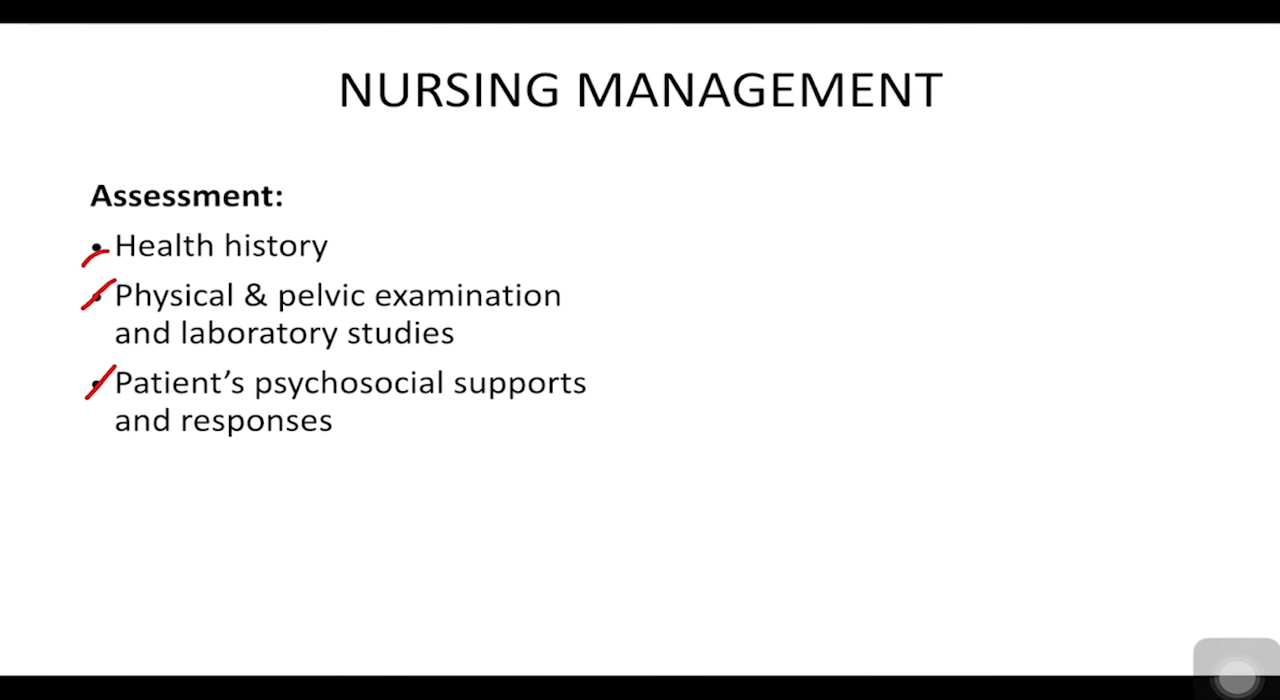 NURSING MANAGEMENT
Assessment:
• Health history
• Physical & pelvic examination
and laboratory studies
• Patient’s psychosocial supports
and responses